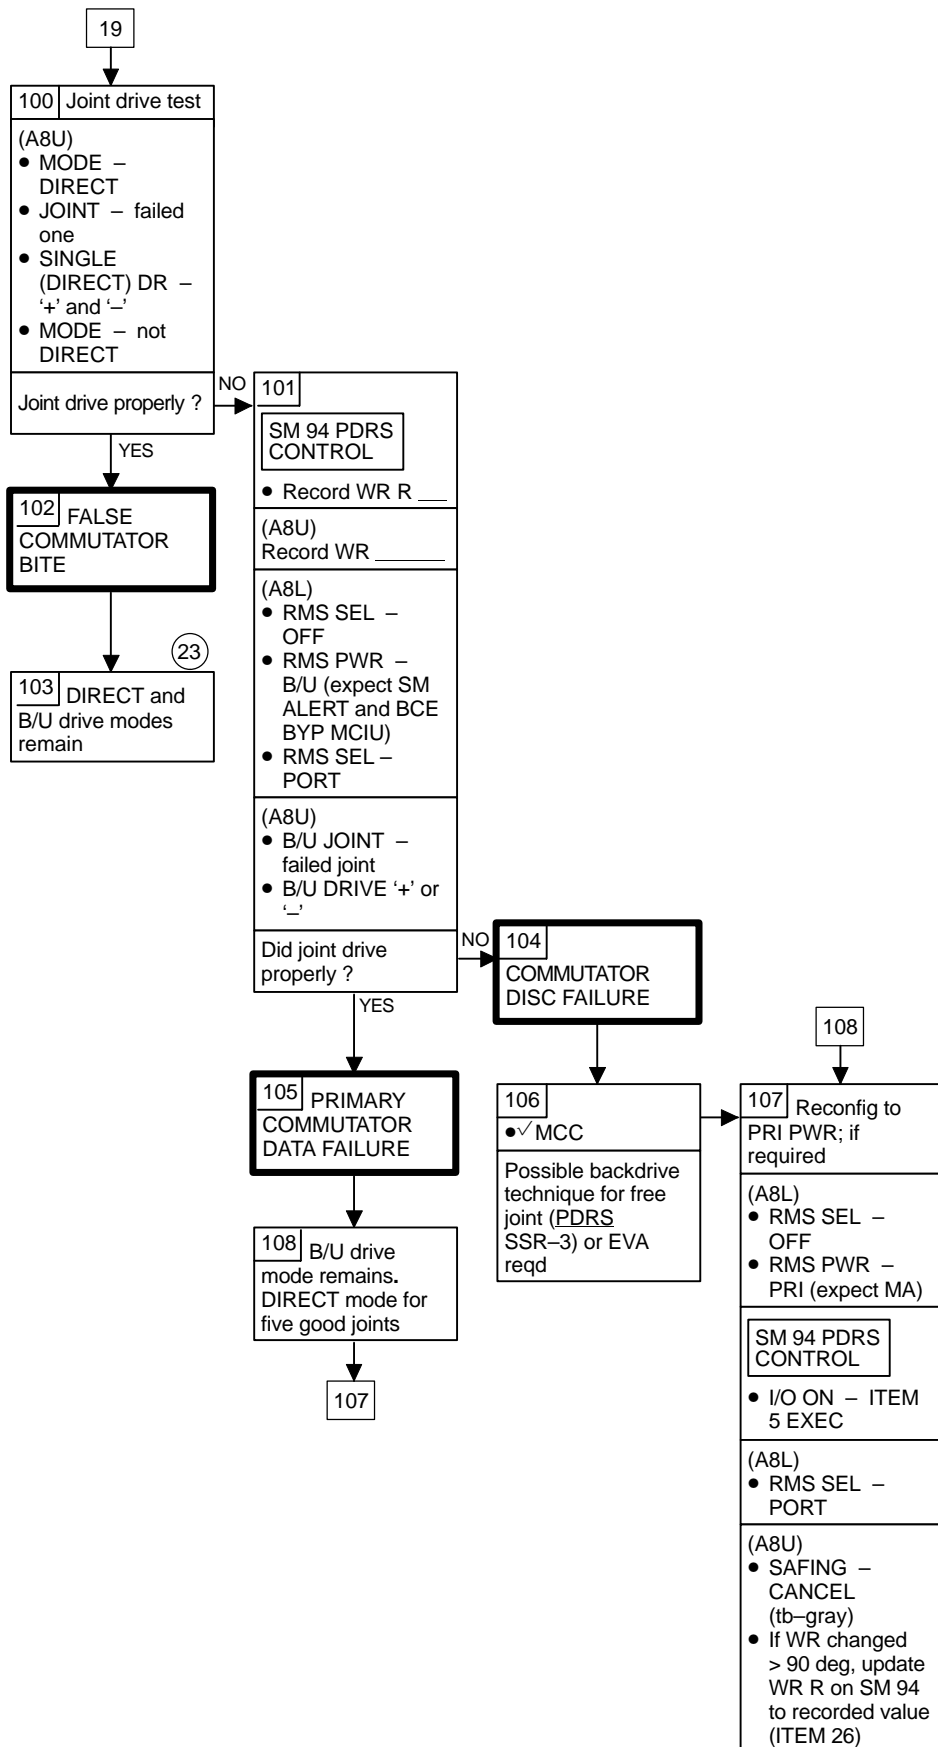 19
100 Joint drive test
(A8U)
● MODE –
DIRECT
● JOINT – failed
one
● SINGLE
(DIRECT) DR –
‘+’ and ‘–’
● MODE – not
DIRECT
Joint drive properly ?
NO
YES
102 FALSE
COMMUTATOR
BITE
23
103 DIRECT and
B/U drive modes
remain
101
SM 94 PDRS
CONTROL
● Record WR R ___
(A8U)
Record WR ______
(A8L)
● RMS SEL –
OFF
● RMS PWR –
B/U (expect SM
ALERT and BCE
BYP MCIU)
● RMS SEL –
PORT
(A8U)
● B/U JOINT –
failed joint
● B/U DRIVE ‘+’ or
‘–’
Did joint drive
properly ?
NO
YES
104
COMMUTATOR
DISC FAILURE
105 PRIMARY
COMMUTATOR
DATA FAILURE
108 B/U drive
mode remains.
DIRECT mode for
five good joints
107
106
●√ MCC
Possible backdrive
technique for free
joint (PDRS
SSR–3) or EVA
reqd
108
107 Reconfig to
PRI PWR; if
required
(A8L)
● RMS SEL –
OFF
● RMS PWR –
PRI (expect MA)
SM 94 PDRS
CONTROL
● I/O ON – ITEM
5 EXEC
(A8L)
● RMS SEL –
PORT
(A8U)
● SAFING –
CANCEL
(tb–gray)
● If WR changed
> 90 deg, update
WR R on SM 94
to recorded value
(ITEM 26)